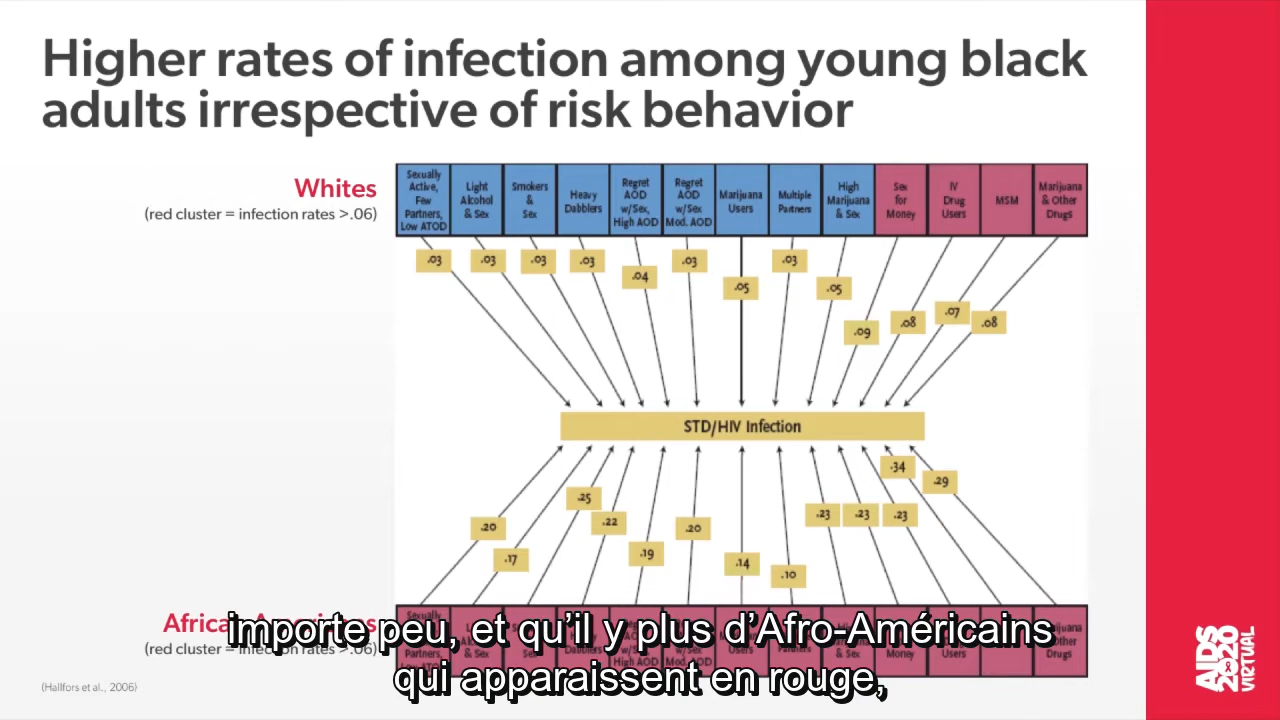 Higher rates of infection among young black
adults irrespective of risk behavior
Whites
(red cluster = infection rates >.06)
Sexually
Active,
Few
Partners,
Low ATOD
Light
Alcohol
& Sex
Smokers
&
Sex
Heavy
Dabblers
Regret
AOD
w/Sex,
High AOD
Regret
AOD
w/Sex
Mod. AOD
Marijuana
Users
Multiple
Partners
High
Marijuana
& Sex
Sex
for
Money
IV
Drug
Users
MSM
Marijuana
& Other
Drugs
.03
.03
.03
.03
.04
.03
.05
.03
.05
.09
.08
.07
.08
STD/HIV Infection
.20
.17
.25
.22
.19
.20
.14
.10
.23
.23
.23
.34
.29
(red cluster = infection rates >.06)
importe peu, et qu’il y plus d’Afro-Américains
qui apparaissent en rouge,
(Hallfors et al., 2006)
AIDS
2020
VIRTUAL